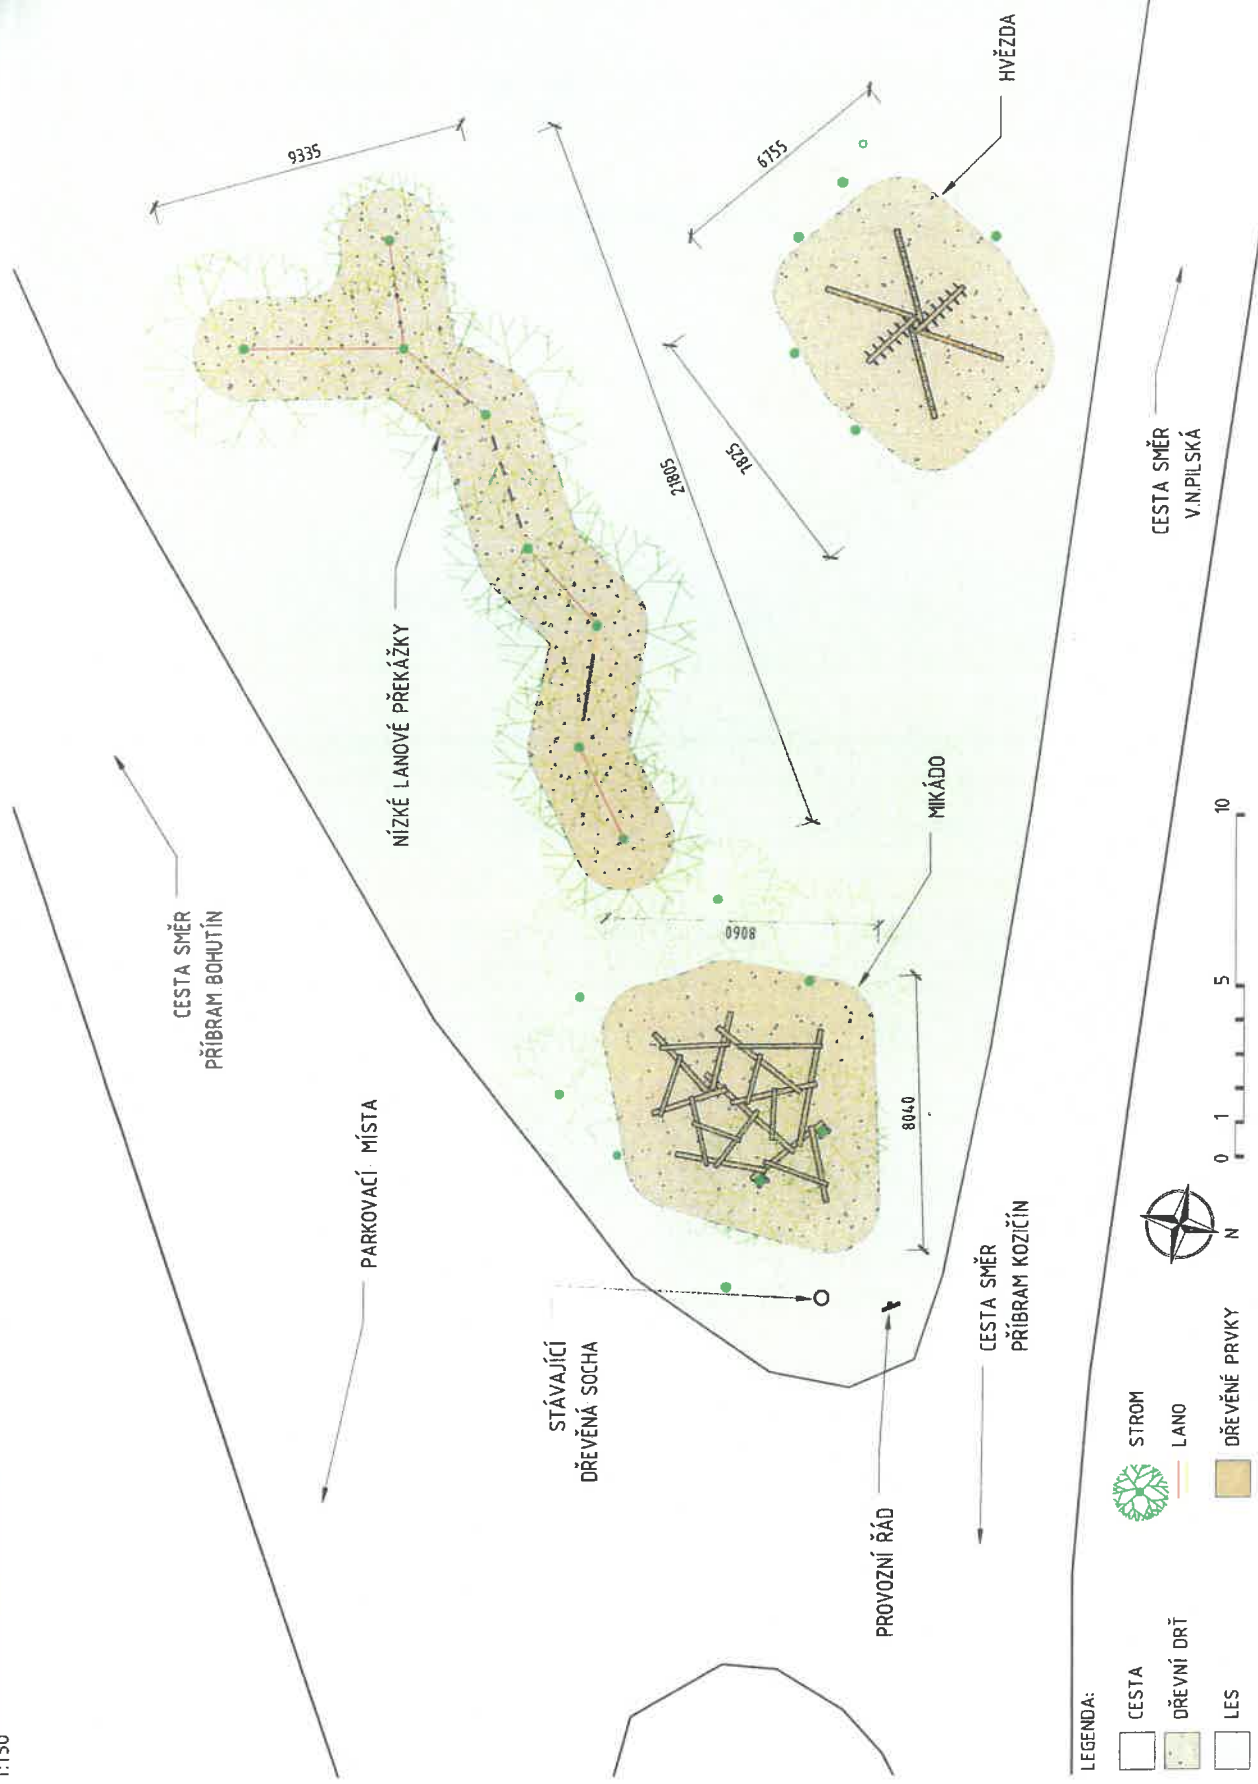 1:150
CESTA SMĚR
PŘÍBRAM BOHUTÍN
PARKOVACÍ MÍSTA
NÍZKÉ LANOVÉ PŘEKÁŽKY
9335
21805
7825
6755
HVĚZDA
MIKÁDO
8060
8040
STÁVAJÍCÍ
DŘEVĚNÁ SOCHA
PROVOZNÍ ŘÁD
CESTA SMĚR
PŘÍBRAM KOZIČÍN
CESTA SMĚR
V.N.PILSKÁ
LEGENDA:
CESTA
DŘEVNÍ DRŤ
LES
STROM
LANO
DŘEVĚNÉ PRVKY
N
0 1 5 10